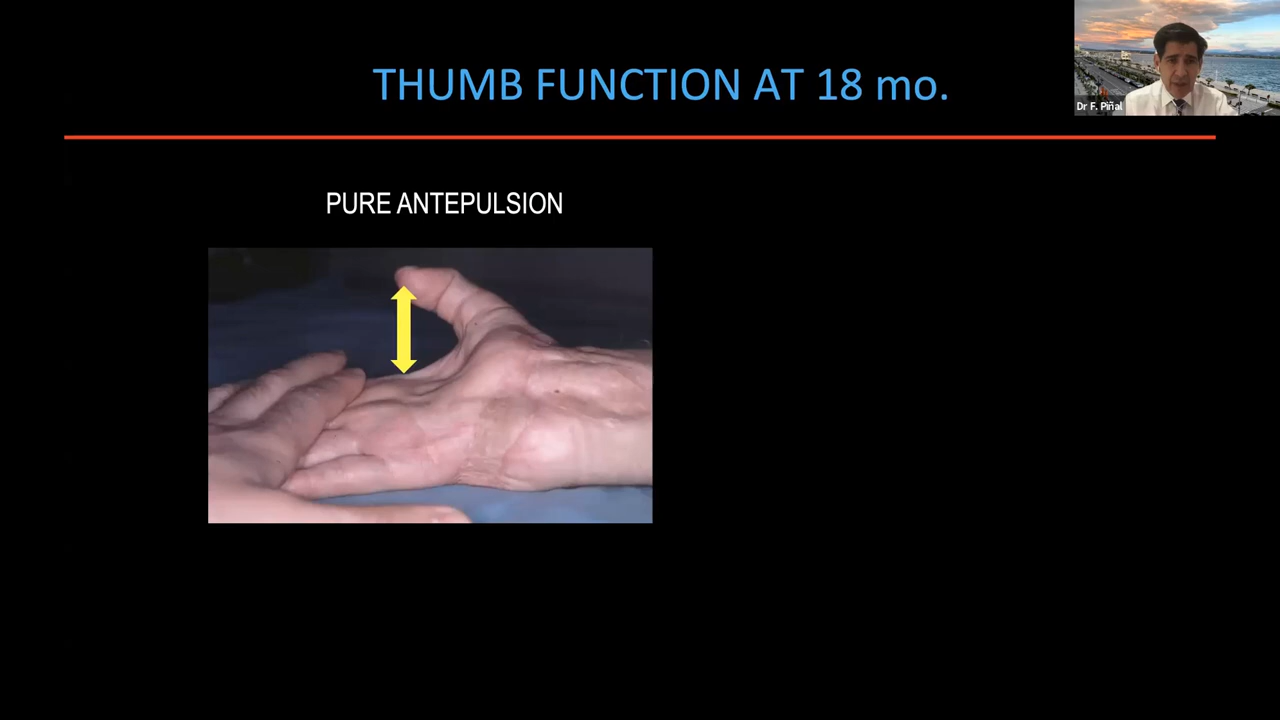 THUMB FUNCTION AT 18 mo.
Dr F. Piñal
PURE ANTEPULSION